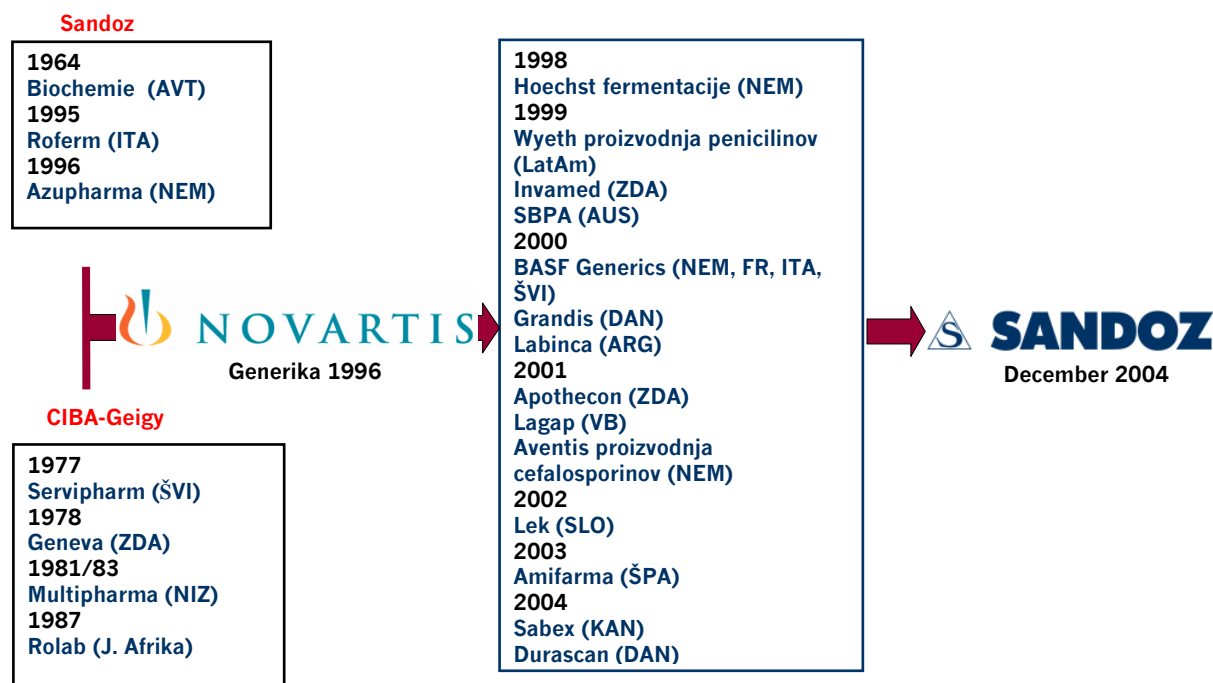 Sandoz
1964
Biochemie (AVT)
1995
Roferm (ITA)
1996
Azupharma (NEM)
NOVARTIS
Generika 1996
CIBA-Geigy
1977
Servipharm (ŠVI)
1978
Geneva (ZDA)
1981/83
Multipharma (NIZ)
1987
Rolab (J. Afrika)
1998
Hoechst fermentacije (NEM)
1999
Wyeth proizvodnja penicilinov
(LatAm)
Invamed (ZDA)
SBPA (AUS)
2000
BASF Generics (NEM, FR, ITA,
ŠVI)
Grandis (DAN)
Labinca (ARG)
2001
Apothecon (ZDA)
Lagap (VB)
Aventis proizvodnja
cefalosporinov (NEM)
2002
Lek (SLO)
2003
Amifarma (ŠPA)
2004
Sabex (KAN)
Durascan (DAN)
S SANDOZ
December 2004